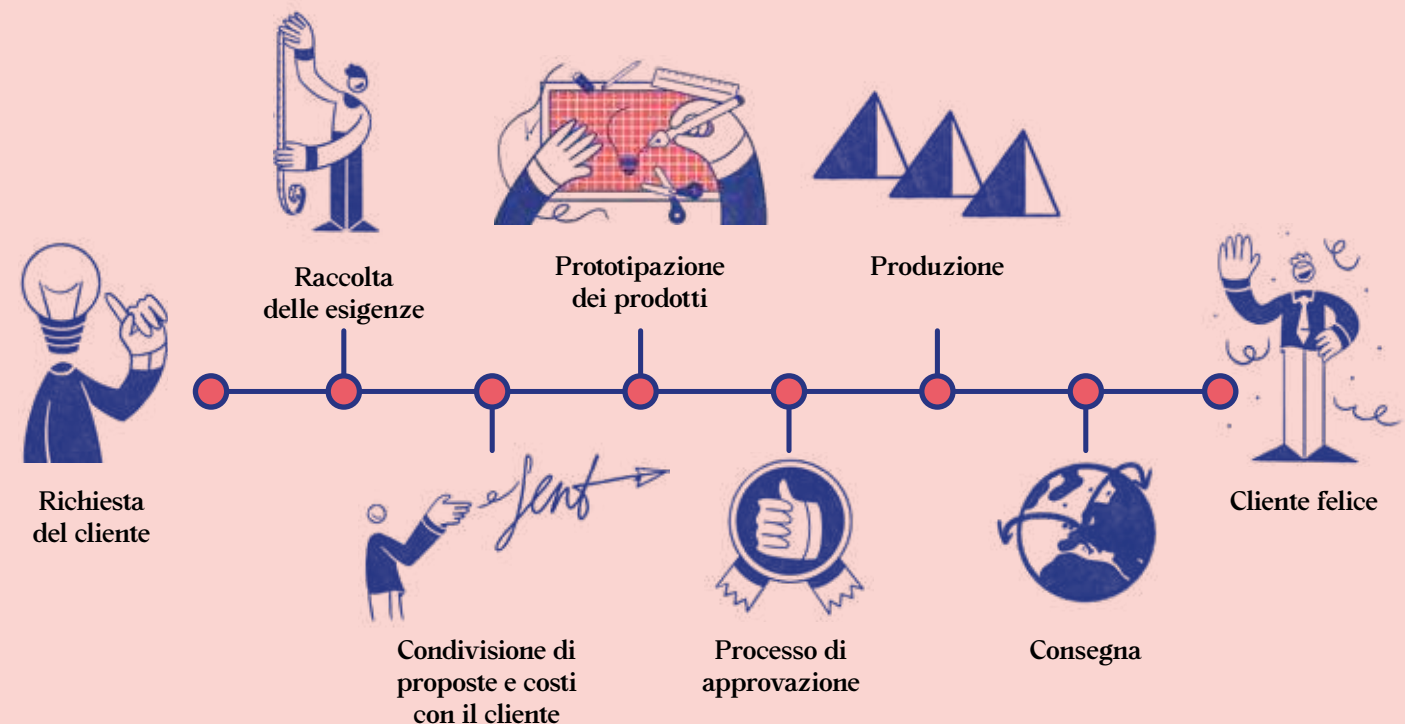 Richiesta
del cliente
Raccolta
delle esigenze
Condivisione di
proposte e costi
con il cliente
Sent
Prototipazione
dei prodotti
Processo di
approvazione
Produzione
Consegna
Cliente felice